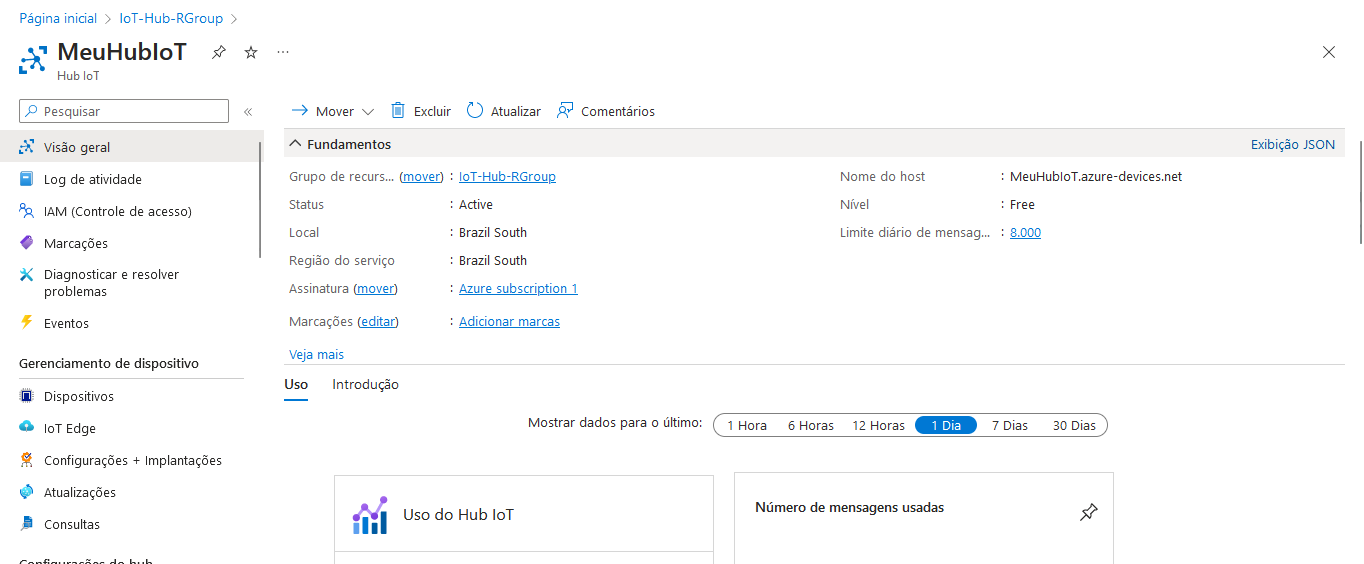 Página inicial > IoT-Hub-RGroup >
MeuHubIoT
Hub IoT
Pesquisar
Visão geral
Log de atividade
IAM (Controle de acesso)
Marcações
Diagnosticar e resolver
problemas
Eventos
Gerenciamento de dispositivo
Dispositivos
IoT Edge
Configurações + Implantações
Atualizações
Consultas
Configurações do hub
Mover Excluir Atualizar Comentários
Fundamentos Exibição JSON
Grupo de recurs... (mover) : IoT-Hub-RGroup
Status : Active
Local : Brazil South
Região do serviço : Brazil South
Assinatura (mover) : Azure subscription 1
Marcações (editar) : Adicionar marcas
Veja mais
Nome do host : MeuHubIoT.azure-devices.net
Nível : Free
Limite diário de mensag... : 8.000
Uso Introdução
Mostrar dados para o último: 1 Hora 6 Horas 12 Horas 1 Dia 7 Dias 30 Dias
Uso do Hub IoT
Número de mensagens usadas